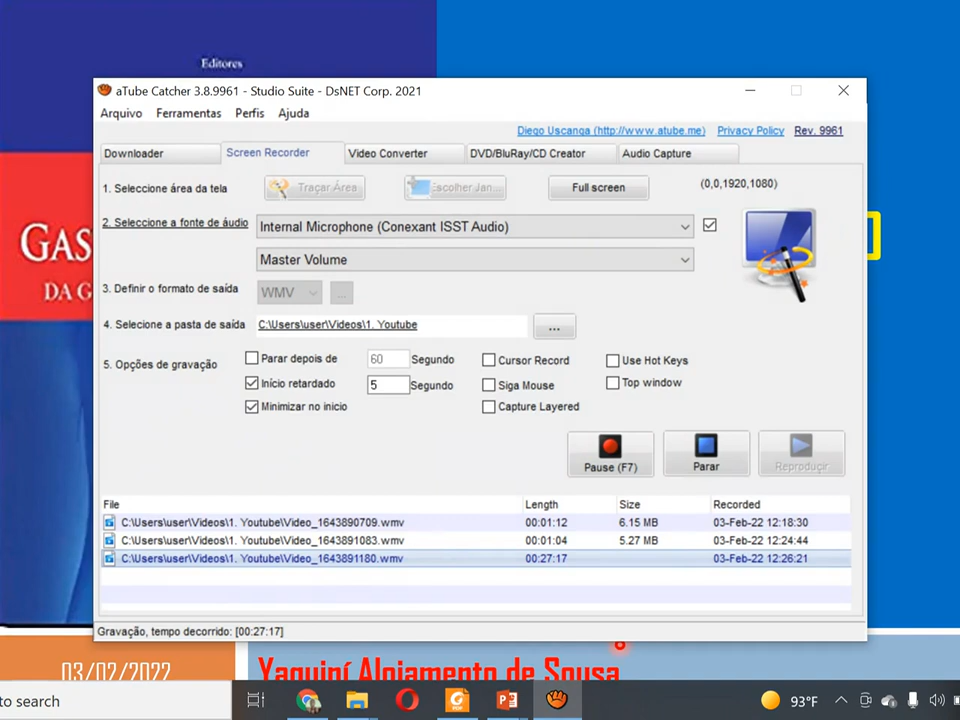 Editores
aTube Catcher 3.8.9961 - Studio Suite - DsNET Corp. 2021
Arquivo Ferramentas Perfis Ajuda
Diego Uscanga (http://www.atube.me) Privacy Policy Rev. 9961
Downloader Screen Recorder Video Converter DVD/BluRay/CD Creator Audio Capture
1. Seleccione área da tela Traçar Área Escolher Jan... Full screen (0,0,1920,1080)
2. Seleccione a fonte de áudio Internal Microphone (Conexant ISST Audio)
GAS
Master Volume
DA G
3. Definir o formato de saída WMV ...
4. Selecione a pasta de saída C:\Users\user\Videos\1. Youtube ...
5. Opções de gravação Parar depois de 60 Segundo Cursor Record Use Hot Keys
Início retardado 5 Segundo Siga Mouse Top window
Minimizar no inicio Capture Layered
Pause (F7) Parar Reproduçir
File Length Size Recorded
C:\Users\user\Videos\1. Youtube\Video_1643890709.wmv 00:01:12 6.15 MB 03-Feb-22 12:18:30
C:\Users\user\Videos\1. Youtube\Video_1643891083.wmv 00:01:04 5.27 MB 03-Feb-22 12:24:44
C:\Users\user\Videos\1. Youtube\Video_1643891180.wmv 00:27:17 03-Feb-22 12:26:21
Gravação, tempo decorrido: [00:27:17]
03/02/2022 Yaquiní Alojamento de Sousa
to search 93°F